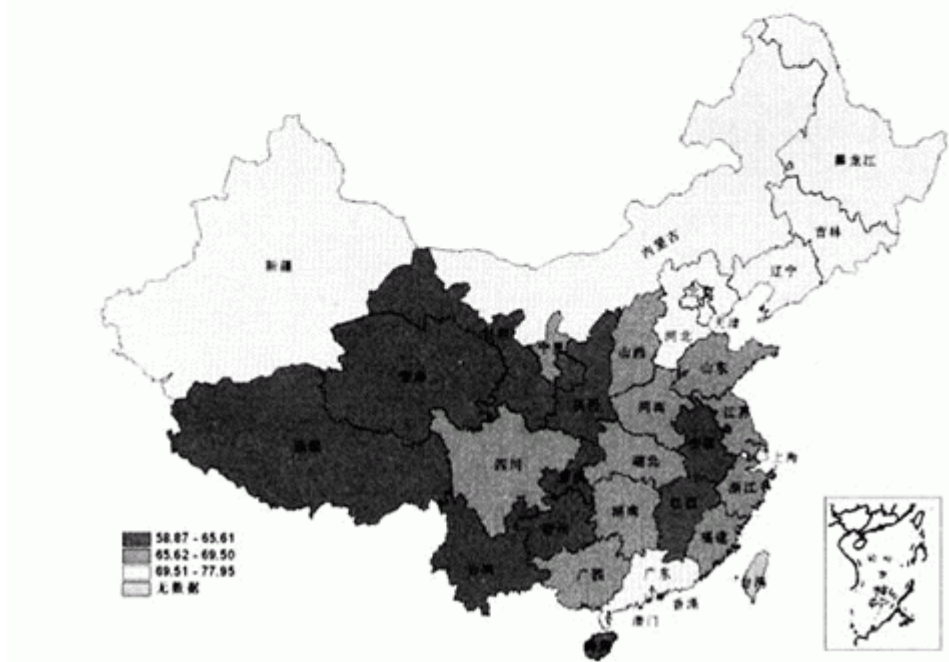 黑龙江
吉林
内蒙古
辽宁
新疆
天津
河北
宁夏
山西
山东
青海
陕西
河南
江苏
四川
湖北
上海
浙江
湖南
江西
福建
贵州
云南
广西
广东
台湾
香港
澳门
58.87 - 65.61
65.62 - 69.50
69.51 - 77.95
无数据